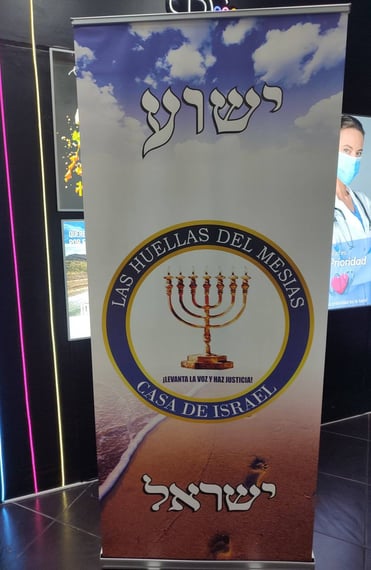 ישוע
LAS HUELLAS DEL MESIAS
¡LEVANTA LA VOZ Y HAZ JUSTICIA!
CASA DE ISRAEL
ישראל